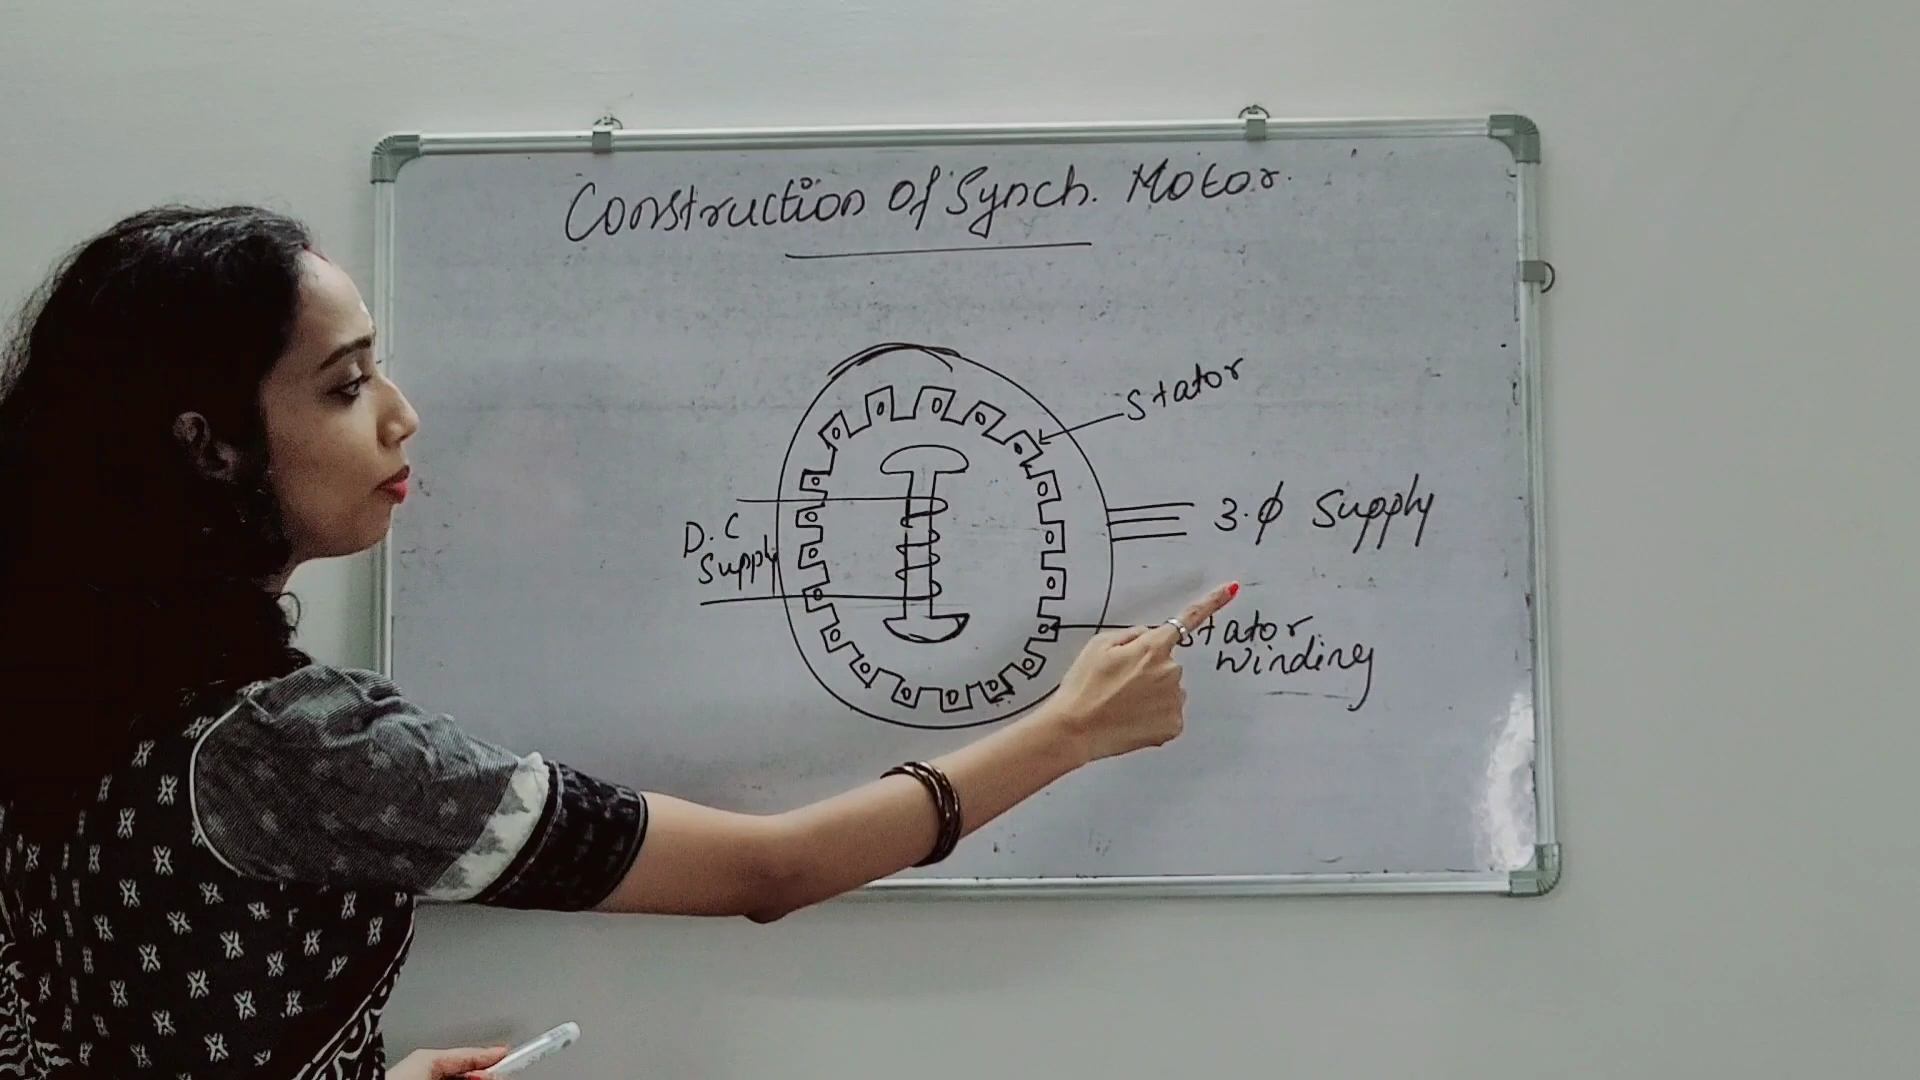 Construction Of Synch. Motor.
Stator
3-ϕ Supply
D.C
Supply
Stator
Winding